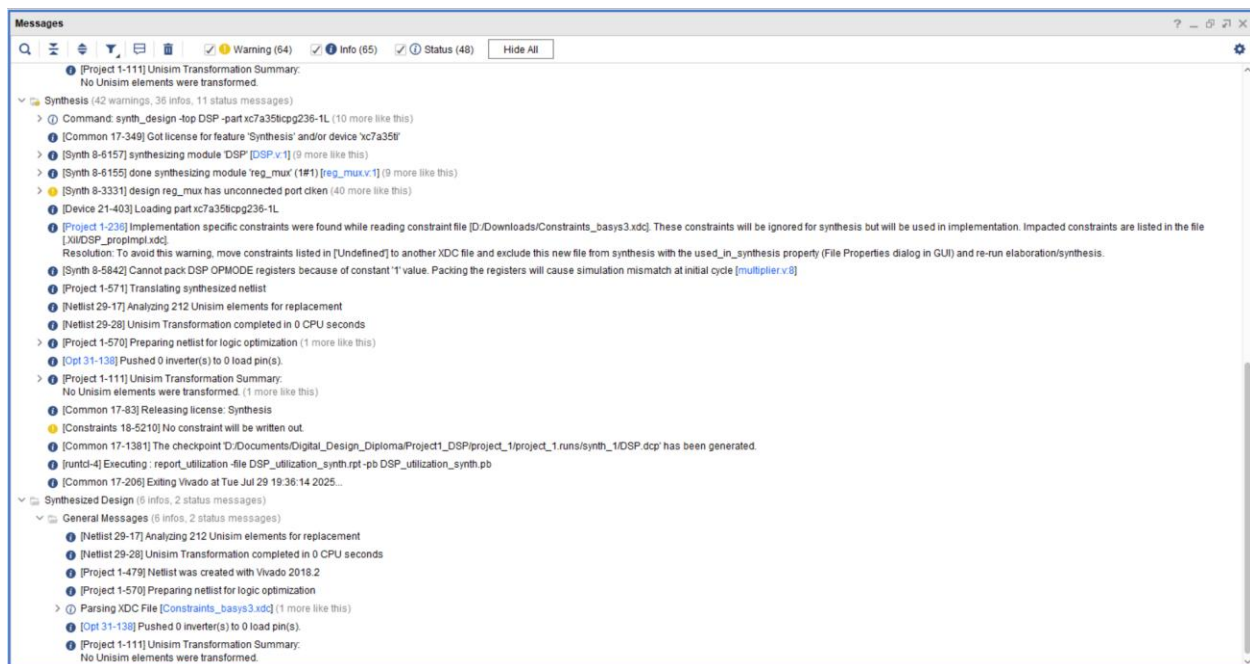 Messages
Warning (64) Info (65) Status (48) Hide All
[Project 1-111] Unisim Transformation Summary:
No Unisim elements were transformed.
Synthesis (42 warnings, 36 infos, 11 status messages)
Command: synth_design -top DSP -part xc7a35ticpg236-1L (10 more like this)
[Common 17-349] Got license for feature 'Synthesis' and/or device 'xc7a35ti'
[Synth 8-6157] synthesizing module 'DSP' [DSP.v:1] (9 more like this)
[Synth 8-6155] done synthesizing module 'reg_mux' (1#1) [reg_mux.v:1] (9 more like this)
[Synth 8-3331] design reg_mux has unconnected port clken (40 more like this)
[Device 21-403] Loading part xc7a35ticpg236-1L
[Project 1-236] Implementation specific constraints were found while reading constraint file [D:/Downloads/Constraints_basys3.xdc]. These constraints will be ignored for synthesis but will be used in implementation. Impacted constraints are listed in the file
[.Xil/DSP_propImpl.xdc].
Resolution: To avoid this warning, move constraints listed in ['Undefined'] to another XDC file and exclude this new file from synthesis with the used_in_synthesis property (File Properties dialog in GUI) and re-run elaboration/synthesis.
[Synth 8-5842] Cannot pack DSP OPMODE registers because of constant '1' value. Packing the registers will cause simulation mismatch at initial cycle [multiplier.v:8]
[Project 1-571] Translating synthesized netlist
[Netlist 29-17] Analyzing 212 Unisim elements for replacement
[Netlist 29-28] Unisim Transformation completed in 0 CPU seconds
[Project 1-570] Preparing netlist for logic optimization (1 more like this)
[Opt 31-138] Pushed 0 inverter(s) to 0 load pin(s).
[Project 1-111] Unisim Transformation Summary:
No Unisim elements were transformed. (1 more like this)
[Common 17-83] Releasing license: Synthesis
[Constraints 18-5210] No constraint will be written out.
[Common 17-1381] The checkpoint 'D:/Documents/Digital_Design_Diploma/Project1_DSP/project_1/project_1.runs/synth_1/DSP.dcp' has been generated.
[runtcl-4] Executing : report_utilization -file DSP_utilization_synth.rpt -pb DSP_utilization_synth.pb
[Common 17-206] Exiting Vivado at Tue Jul 29 19:36:14 2025...
Synthesized Design (6 infos, 2 status messages)
General Messages (6 infos, 2 status messages)
[Netlist 29-17] Analyzing 212 Unisim elements for replacement
[Netlist 29-28] Unisim Transformation completed in 0 CPU seconds
[Project 1-479] Netlist was created with Vivado 2018.2
[Project 1-570] Preparing netlist for logic optimization
Parsing XDC File [Constraints_basys3.xdc] (1 more like this)
[Opt 31-138] Pushed 0 inverter(s) to 0 load pin(s).
[Project 1-111] Unisim Transformation Summary:
No Unisim elements were transformed.